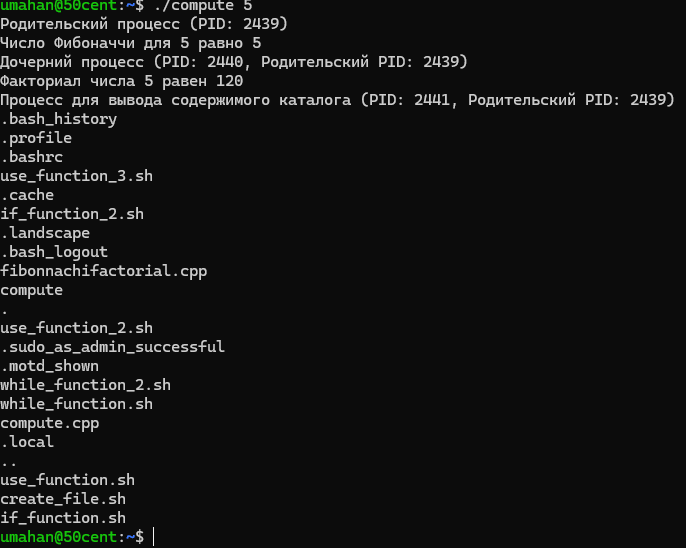 umahan@50cent:~$ ./compute 5
Родительский процесс (PID: 2439)
Число Фибоначчи для 5 равно 5
Дочерний процесс (PID: 2440, Родительский PID: 2439)
Факториал числа 5 равен 120
Процесс для вывода содержимого каталога (PID: 2441, Родительский PID: 2439)
.bash_history
.profile
.bashrc
use_function_3.sh
.cache
if_function_2.sh
.landscape
.bash_logout
fibonnachifactorial.cpp
compute
.
use_function_2.sh
.sudo_as_admin_successful
.motd_shown
while_function_2.sh
while_function.sh
compute.cpp
.local
..
use_function.sh
create_file.sh
if_function.sh
umahan@50cent:~$